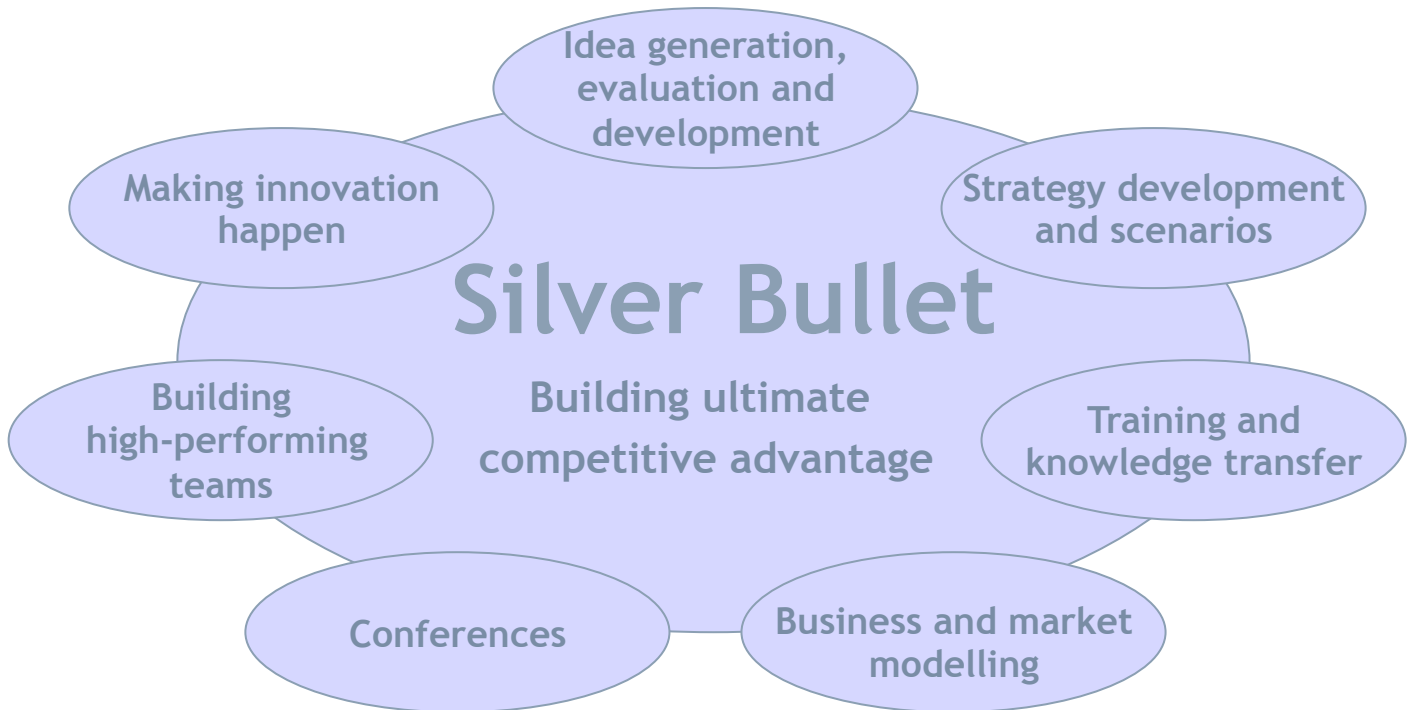 Idea generation,
evaluation and
development
Making innovation
happen
Strategy development
and scenarios
Silver Bullet
Building ultimate
competitive advantage
Building
high-performing
teams
Training and
knowledge transfer
Conferences
Business and market
modelling